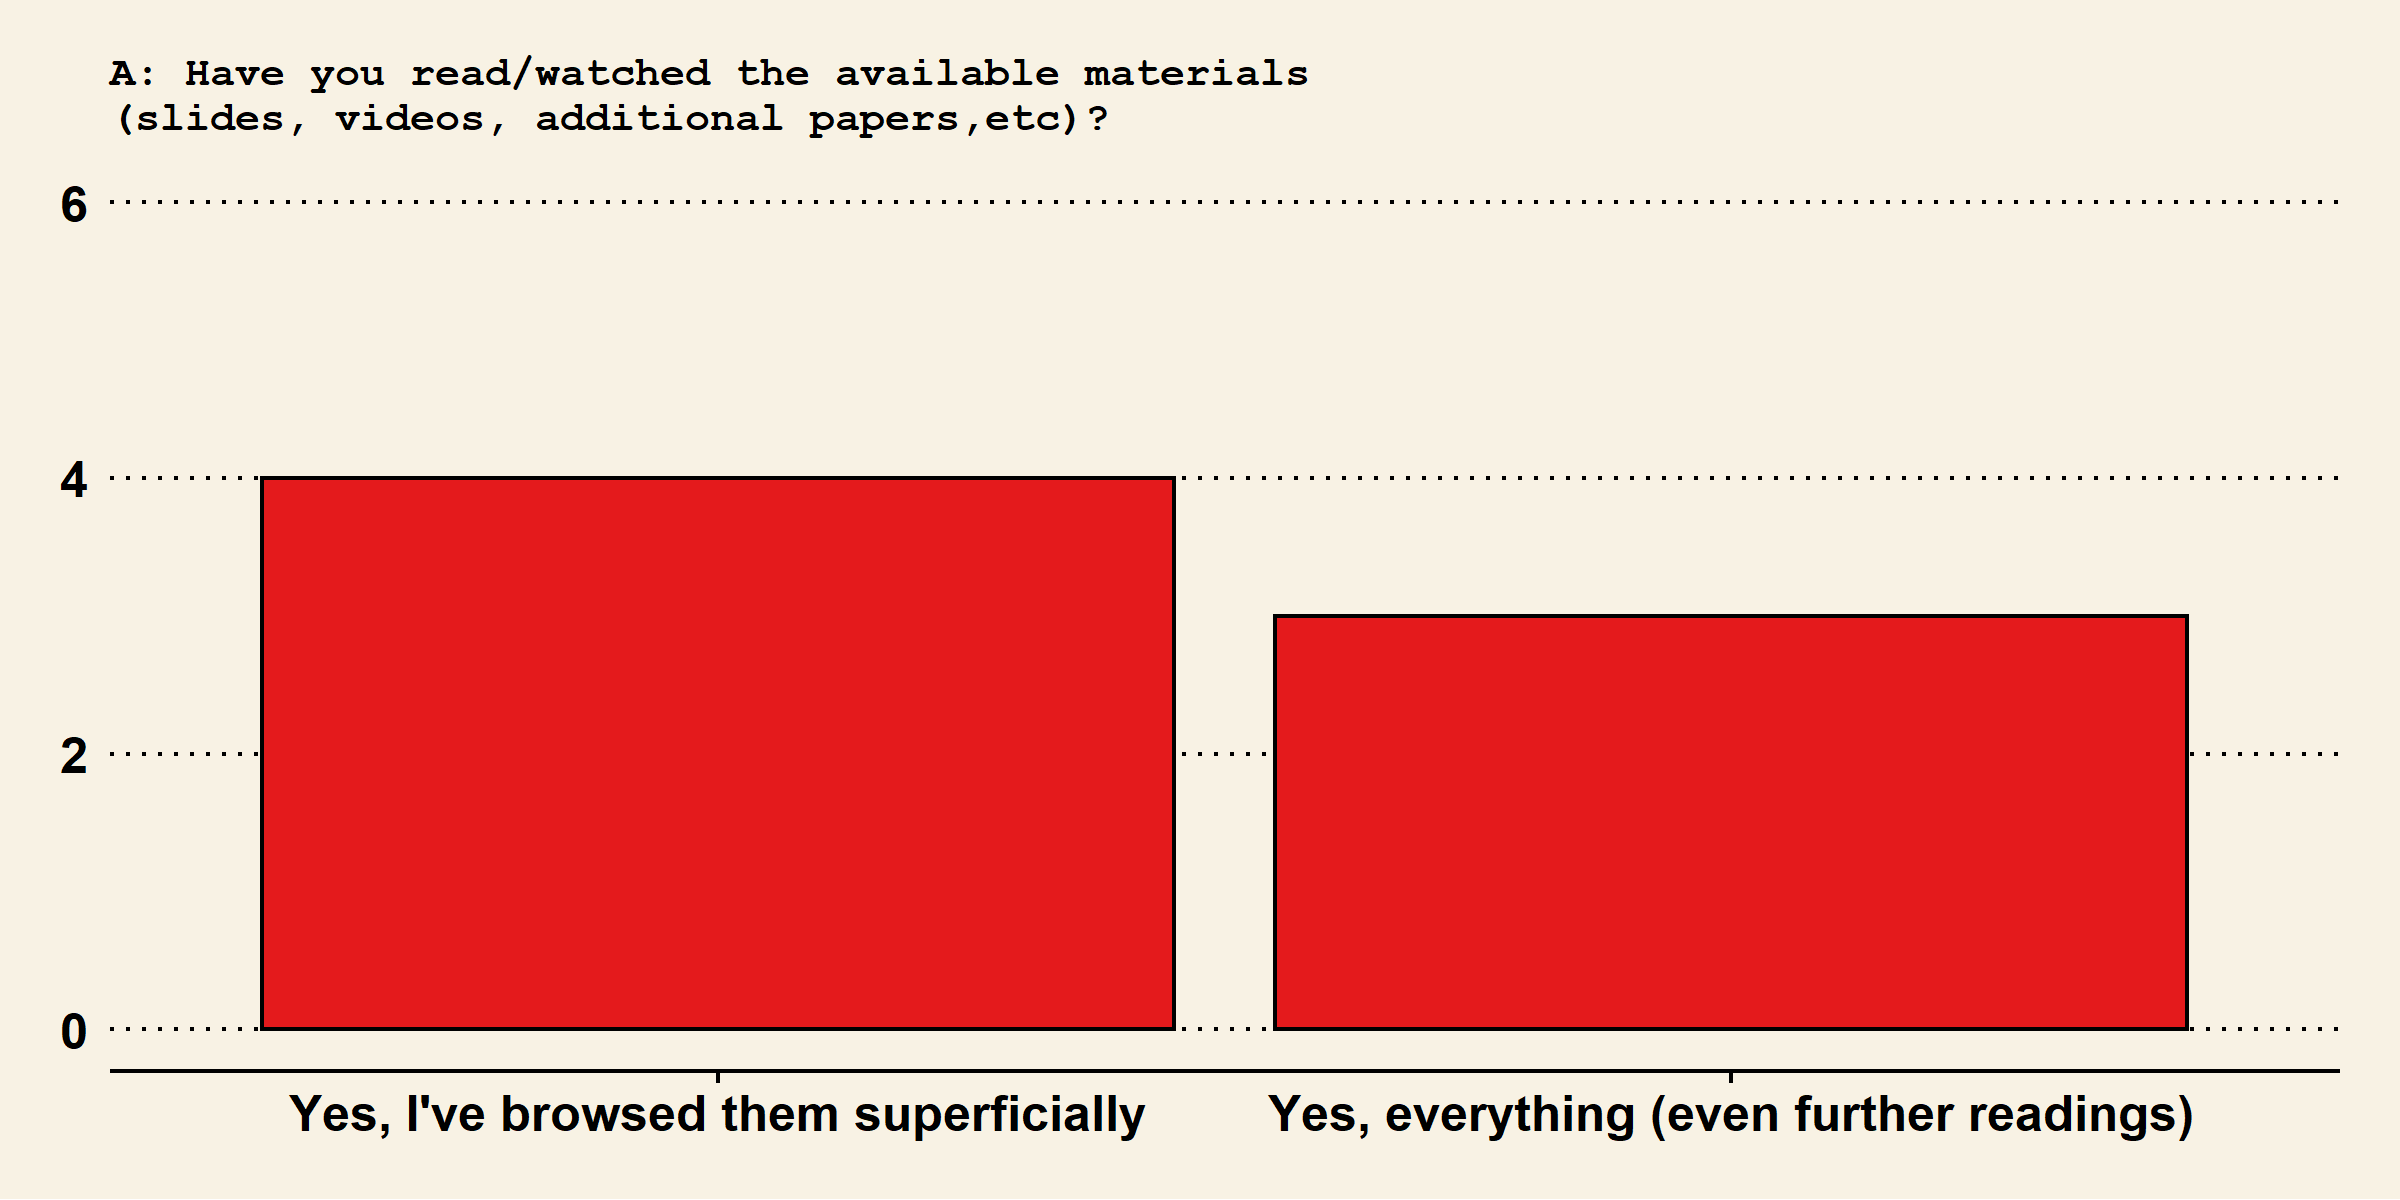 A: Have you read/watched the available materials
(slides, videos, additional papers,etc)?
6
4
2
0
Yes, I've browsed them superficially
Yes, everything (even further readings)